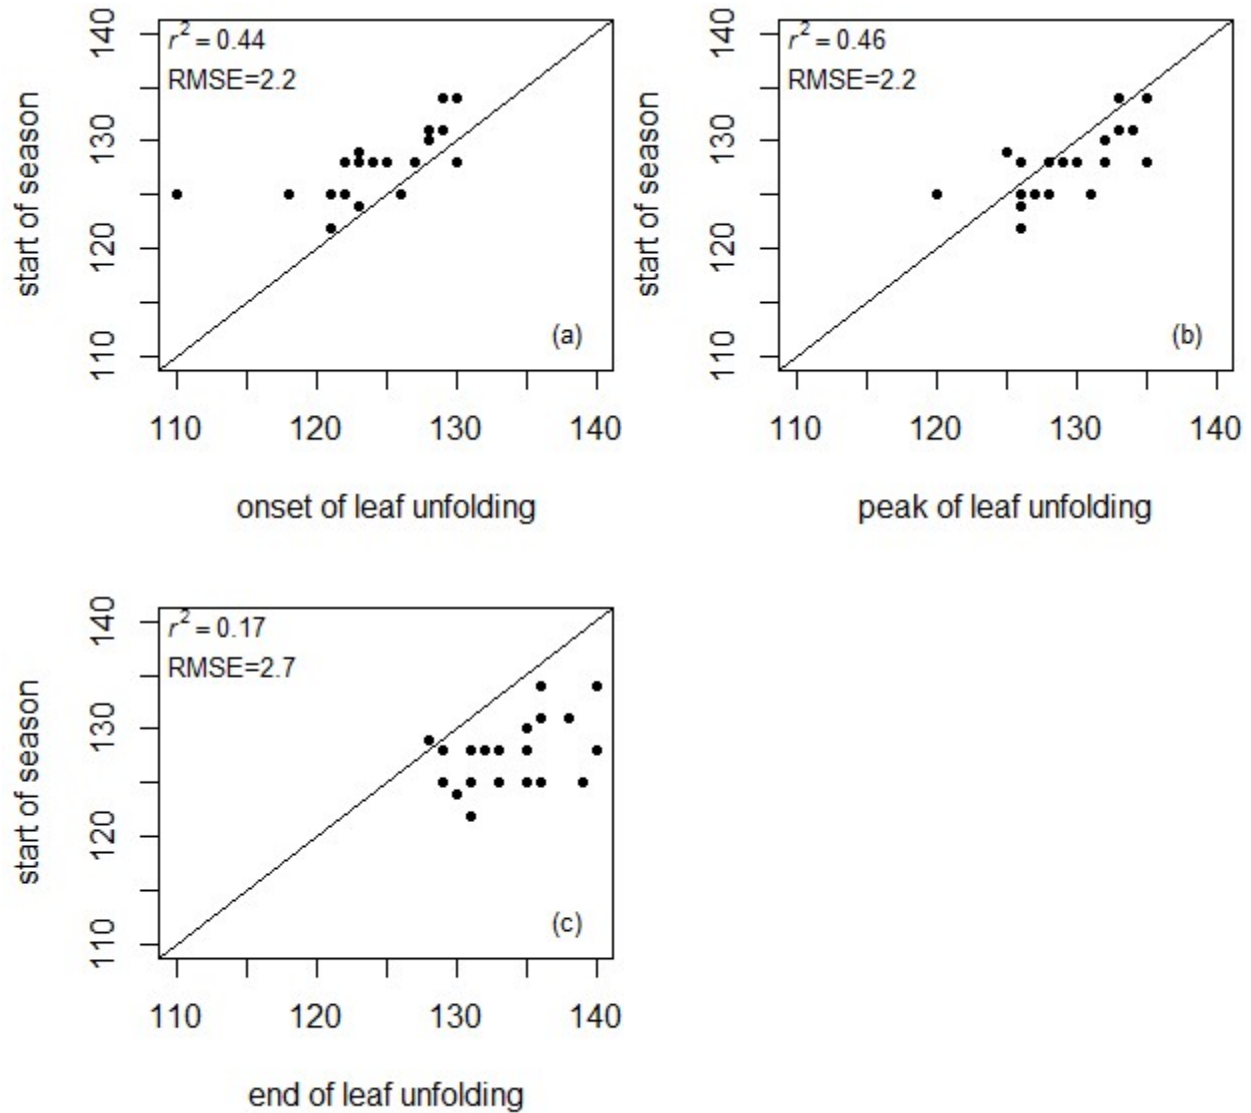 r² = 0.44
RMSE=2.2
140
130
120
110
start of season
(a)
110 120 130 140
onset of leaf unfolding
r² = 0.46
RMSE=2.2
140
130
120
110
start of season
(b)
110 120 130 140
peak of leaf unfolding
r² = 0.17
RMSE=2.7
140
130
120
110
start of season
(c)
110 120 130 140
end of leaf unfolding